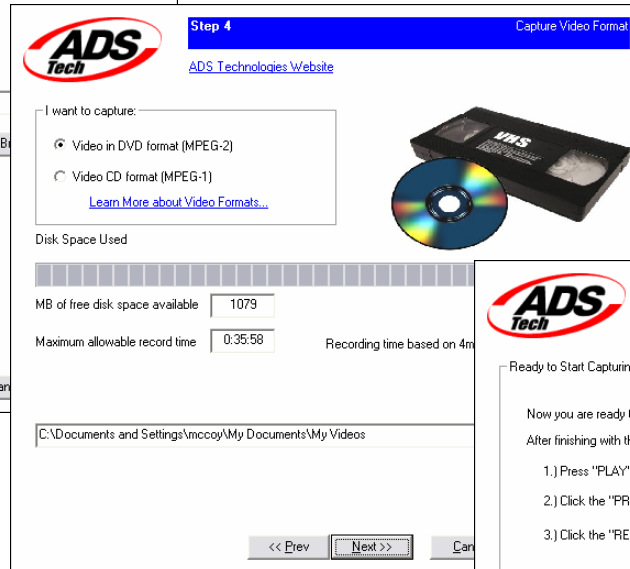 ADS
Tech
Step 4
Capture Video Format
ADS Technologies Website
I want to capture:
Video in DVD format (MPEG-2)
Video CD format (MPEG-1)
Learn More about Video Formats...
VHS
Disk Space Used
MB of free disk space available 1079
Maximum allowable record time 0:35:58
Recording time based on 4m
C:\Documents and Settings\mccoy\My Documents\My Videos
<< Prev
Next >>
Can
ADS
Tech
Ready to Start Capturin
Now you are ready t
After finishing with th
1.) Press "PLAY"
2.) Click the "PR
3.) Click the "RE